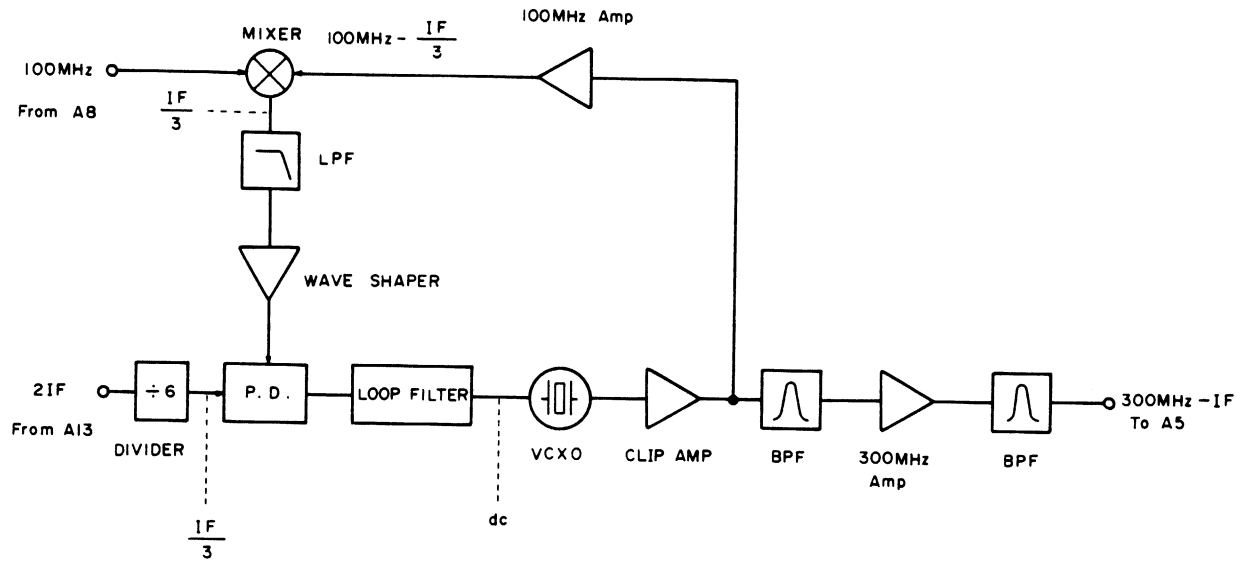 100MHz Amp
MIXER
100MHz - IF/3
100MHz
From A8
IF/3
LPF
WAVE SHAPER
2IF
From A13
÷6
DIVIDER
P. D.
LOOP FILTER
VCXO
CLIP AMP
BPF
300MHz
Amp
BPF
300MHz - IF
To A5
IF/3
dc